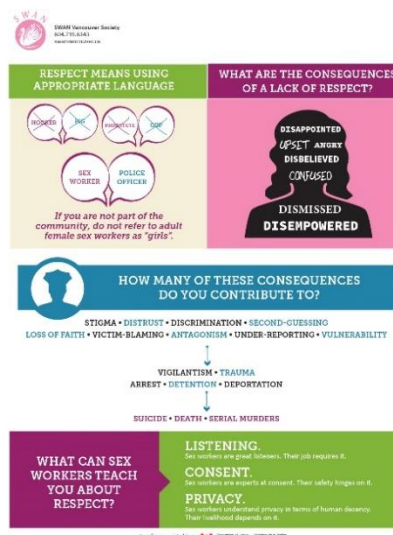 SWAN
SWAN Vancouver Society
RESPECT MEANS USING
APPROPRIATE LANGUAGE
HOOKER
PIG
PROSTITUTE
COP
SEX
WORKER
POLICE
OFFICER
If you are not part of the
community, do not refer to adult
female sex workers as "girls".
WHAT ARE THE CONSEQUENCES
OF A LACK OF RESPECT?
DISAPPOINTED
UPSET ANGRY
DISBELIEVED
CONFUSED
DISMISSED
DISEMPOWERED
HOW MANY OF THESE CONSEQUENCES
DO YOU CONTRIBUTE TO?
STIGMA • DISTRUST • DISCRIMINATION • SECOND-GUESSING
LOSS OF FAITH • VICTIM-BLAMING • ANTAGONISM • UNDER-REPORTING • VULNERABILITY
VIGILANTISM • TRAUMA
ARREST • DETENTION • DEPORTATION
SUICIDE • DEATH • SERIAL MURDERS
WHAT CAN SEX
WORKERS TEACH
YOU ABOUT
RESPECT?
LISTENING.
Sex workers are great listeners. Their job requires it.
CONSENT.
Sex workers are experts at consent. Their safety hinges on it.
PRIVACY.
Sex workers understand privacy in terms of human decency.
Their livelihood depends on it.